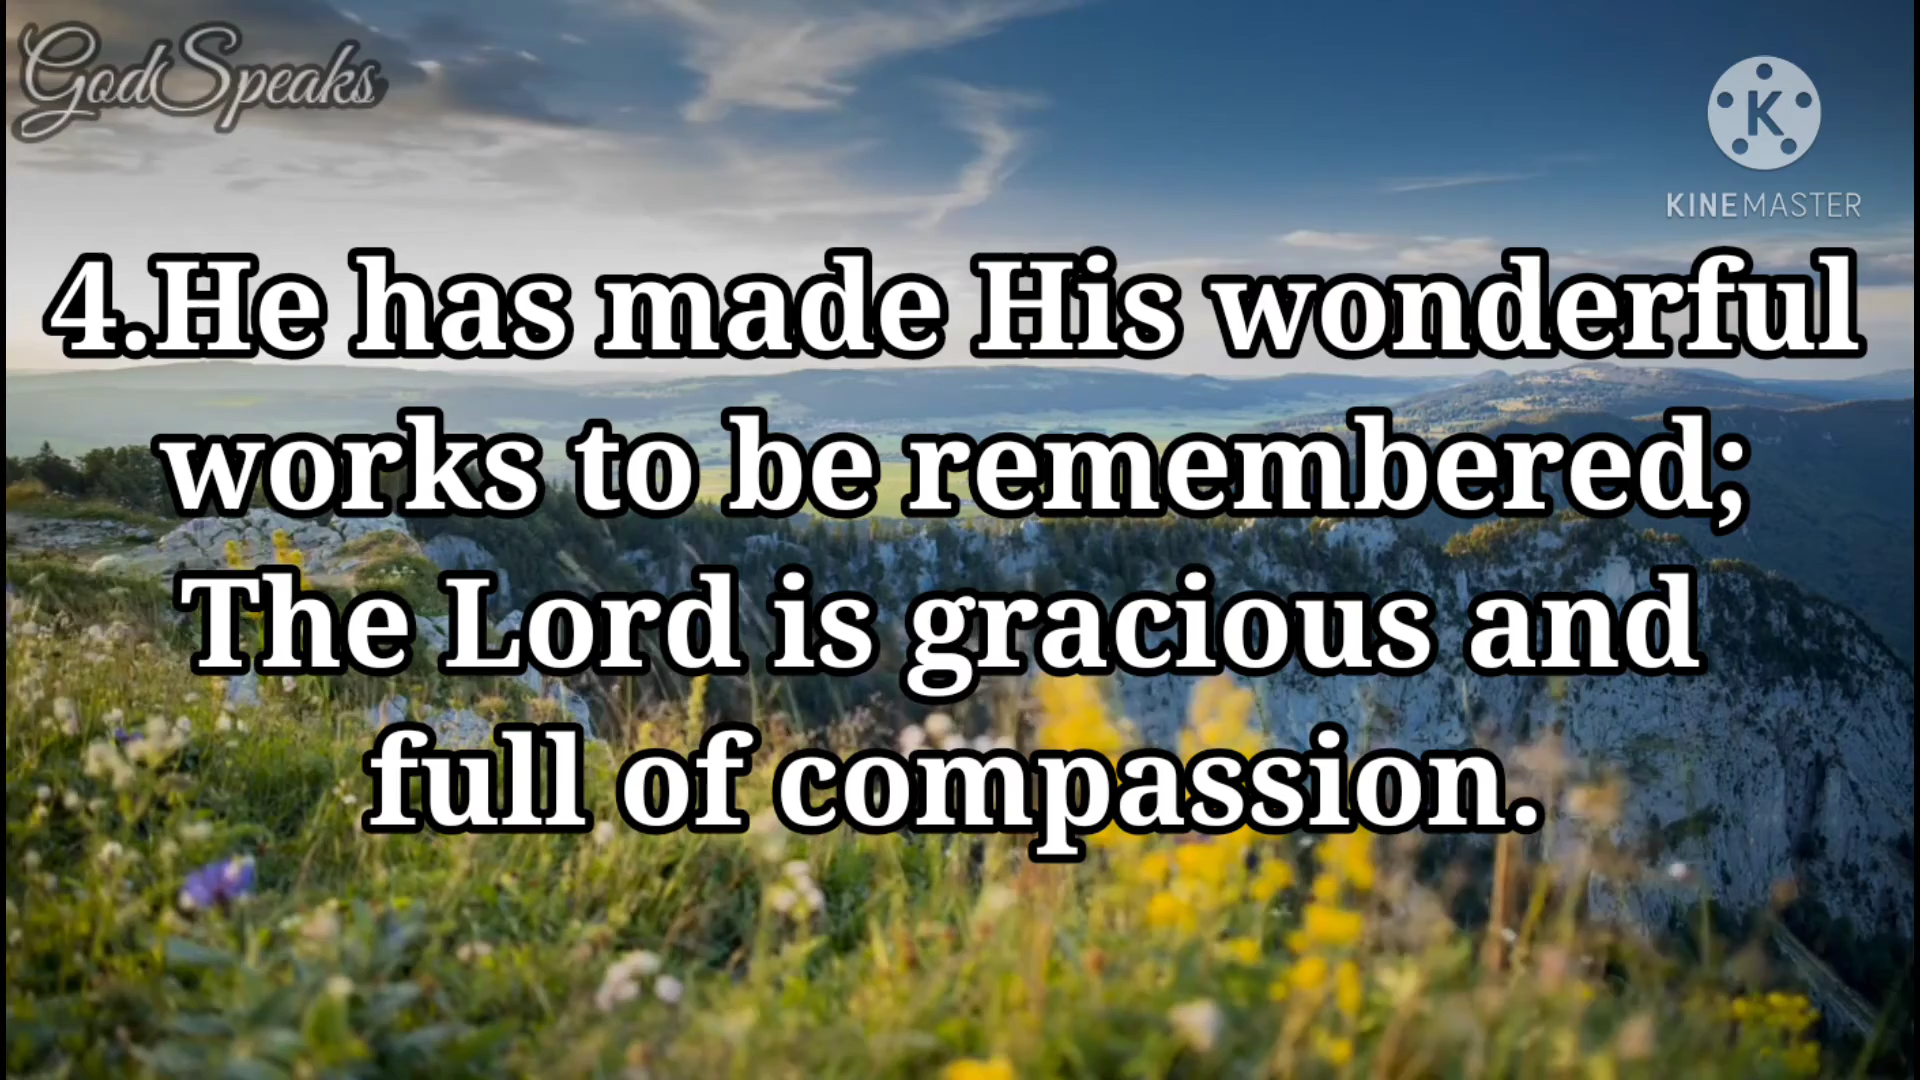 GodSpeaks
K
KINEMASTER
4.He has made His wonderful
works to be remembered;
The Lord is gracious and
full of compassion.